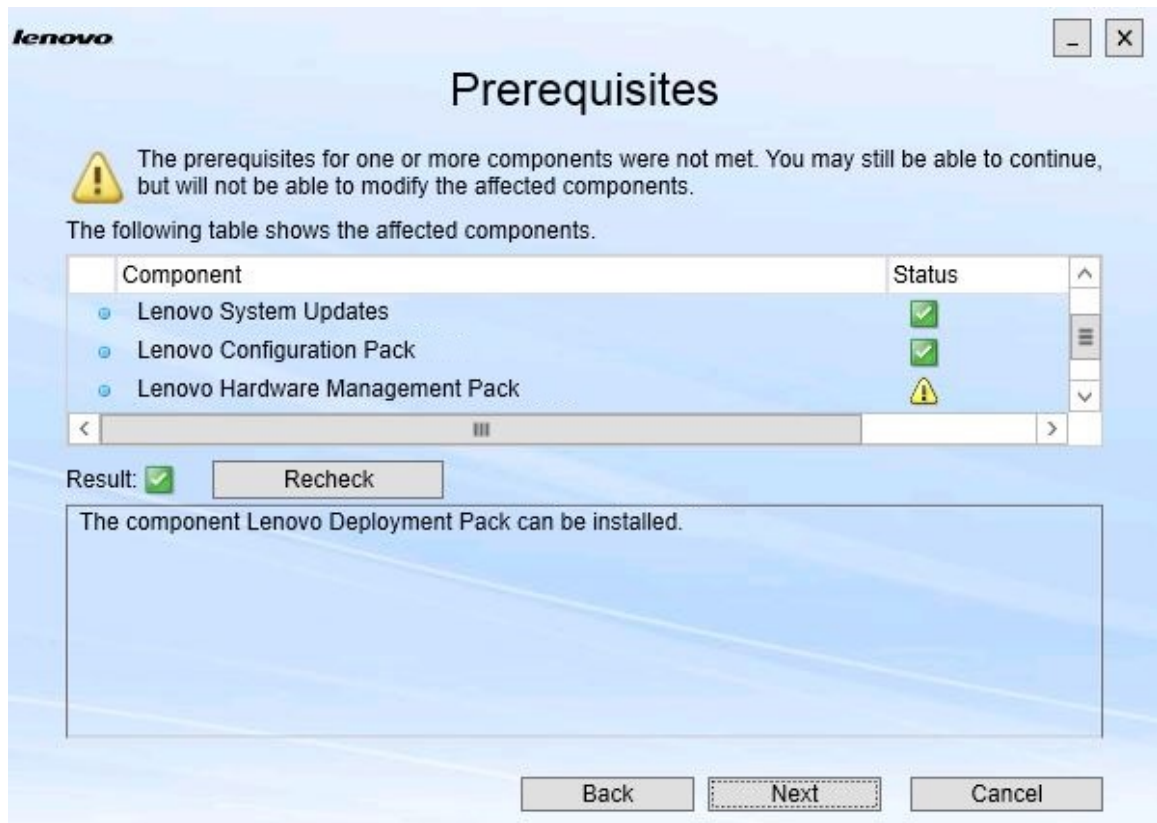 lenovo
Prerequisites
The prerequisites for one or more components were not met. You may still be able to continue,
but will not be able to modify the affected components.
The following table shows the affected components.
Component Status
Lenovo System Updates
Lenovo Configuration Pack
Lenovo Hardware Management Pack
Result: Recheck
The component Lenovo Deployment Pack can be installed.
Back Next Cancel